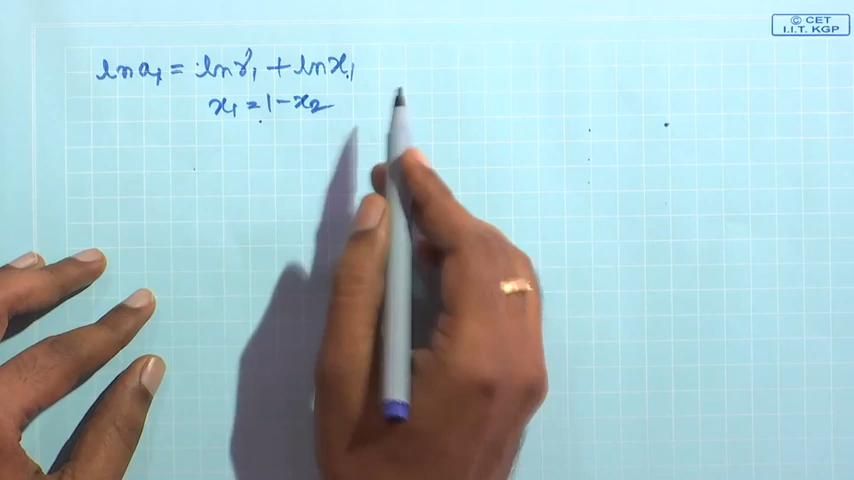 ln a₁ = ln γ₁ + ln x₁
x₁ = 1 - x₂
© CET
I.I.T. KGP